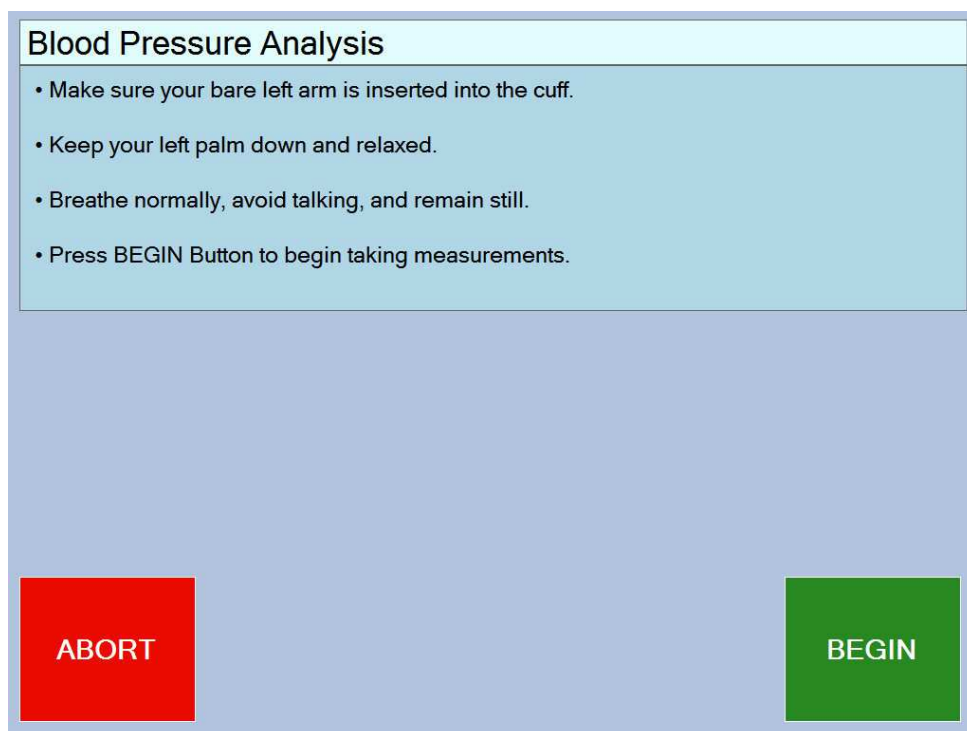 Blood Pressure Analysis
• Make sure your bare left arm is inserted into the cuff.
• Keep your left palm down and relaxed.
• Breathe normally, avoid talking, and remain still.
• Press BEGIN Button to begin taking measurements.
ABORT
BEGIN